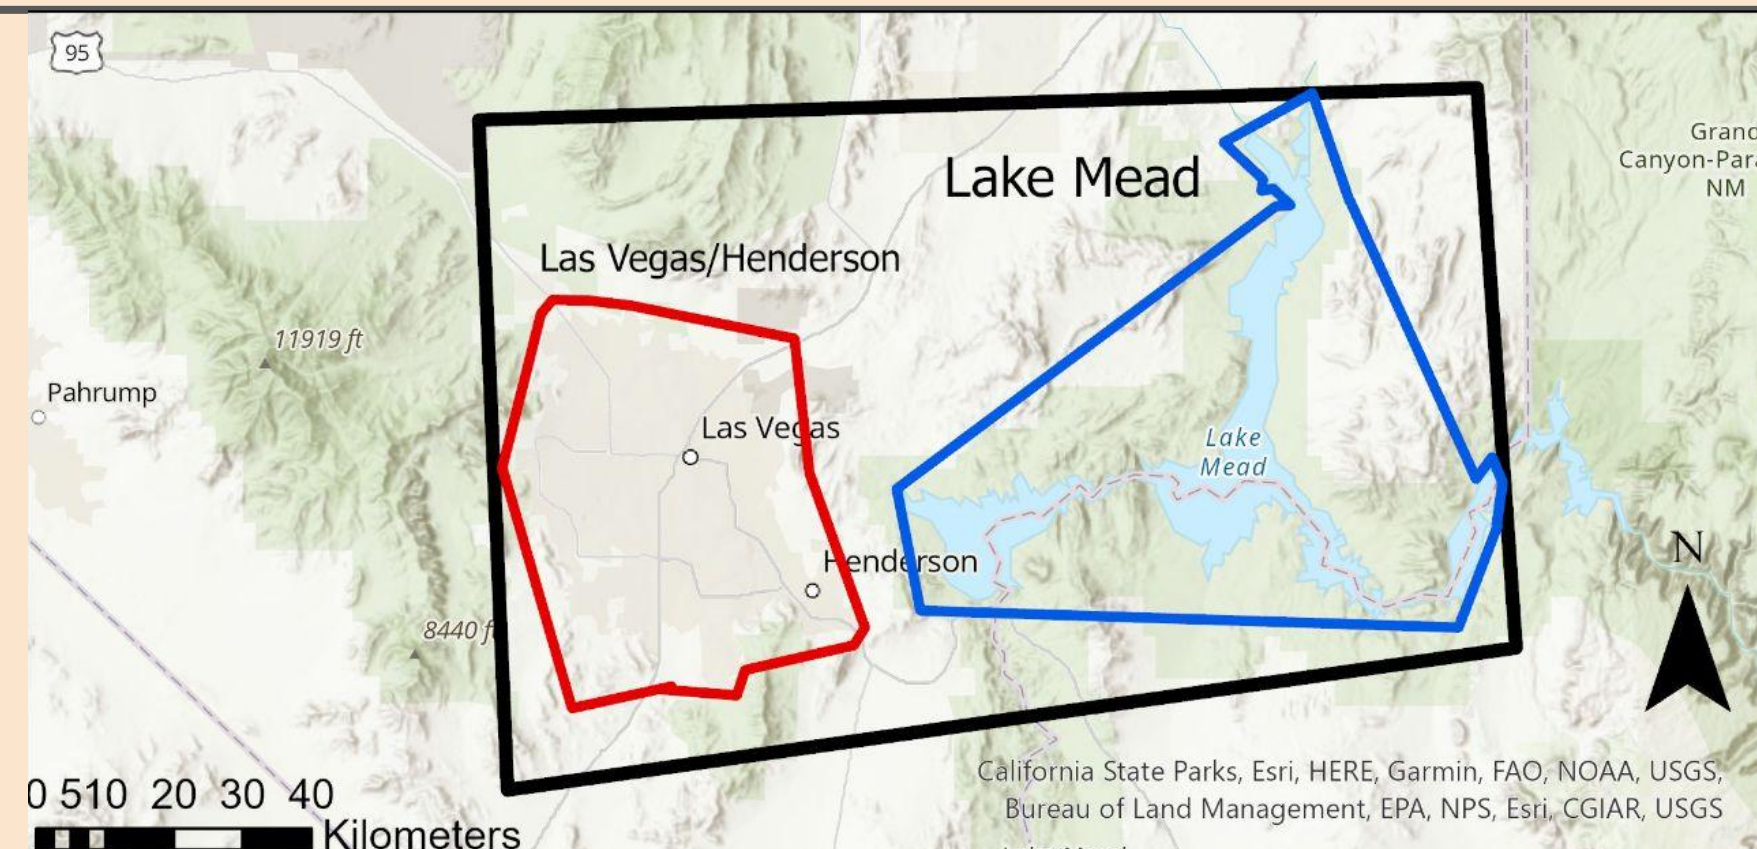 95
Grand
Canyon-Para
NM
Lake Mead
Las Vegas/Henderson
11919 ft
Pahrump
Las Vegas
Lake
Mead
Henderson
N
8440 f
California State Parks, Esri, HERE, Garmin, FAO, NOAA, USGS,
Bureau of Land Management, EPA, NPS, Esri, CGIAR, USGS
0 510 20 30 40
Kilometers